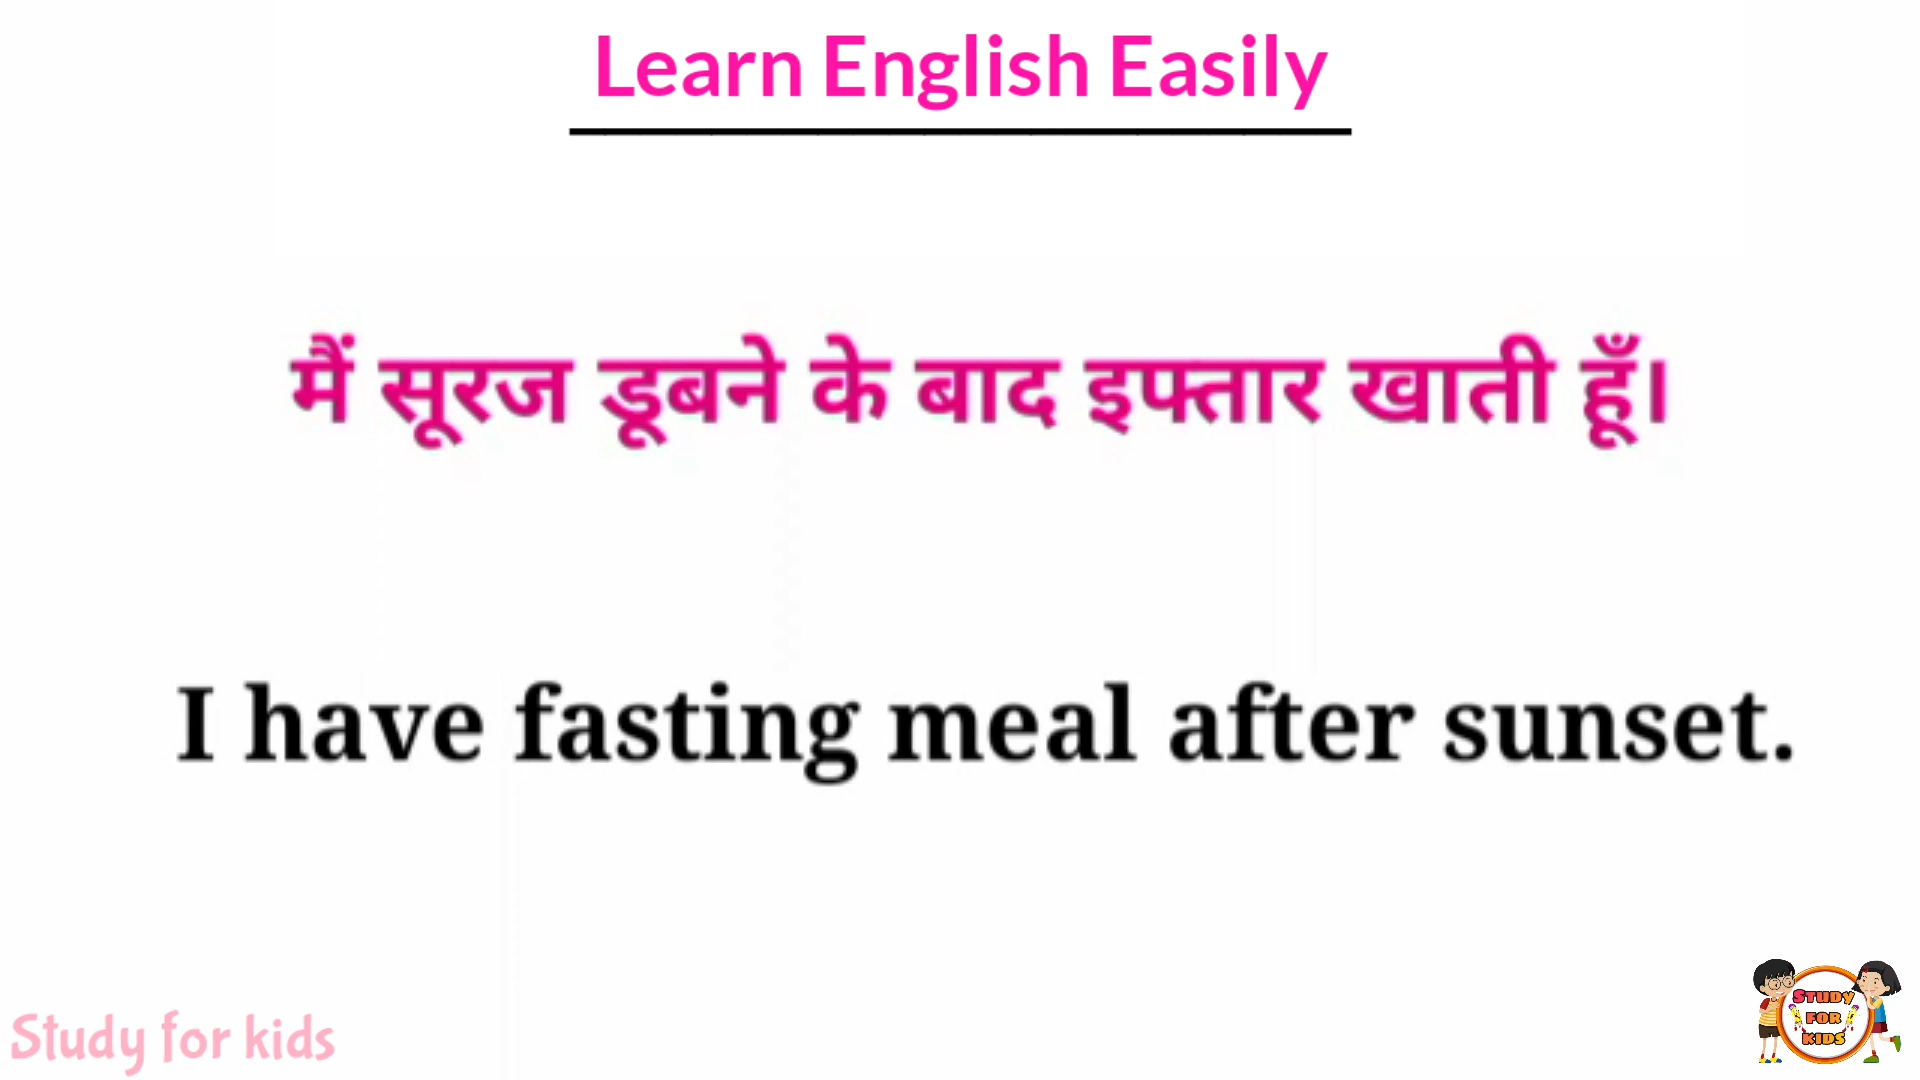 Learn English Easily
मैं सूरज डूबने के बाद इफ्तार खाती हूँ।
I have fasting meal after sunset.
Study for kids
STUDY
FOR
KIDS